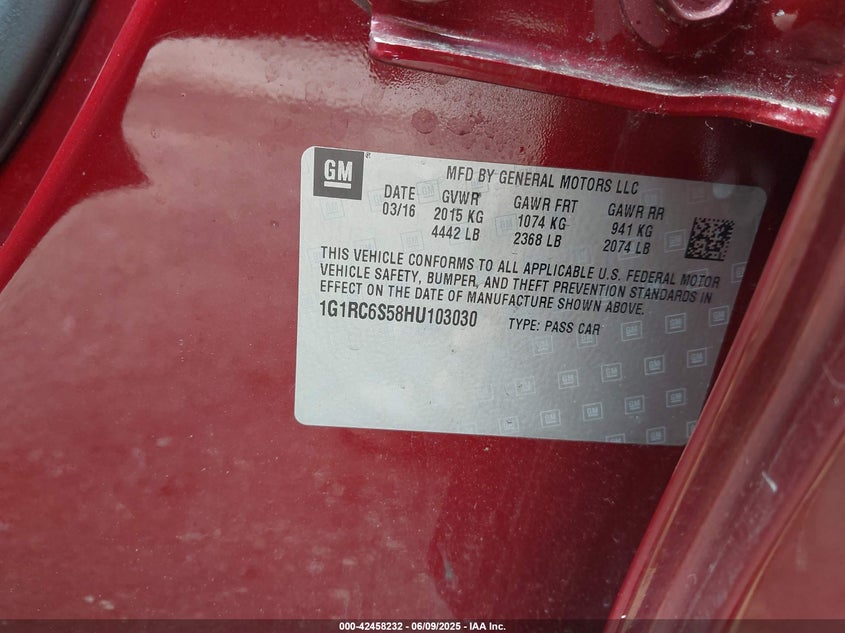 GM
MFD BY GENERAL MOTORS LLC
DATE GVWR GAWR FRT GAWR RR
03/16 2015 KG 1074 KG 941 KG
4442 LB 2368 LB 2074 LB
THIS VEHICLE CONFORMS TO ALL APPLICABLE U.S. FEDERAL MOTOR
VEHICLE SAFETY, BUMPER, AND THEFT PREVENTION STANDARDS IN
EFFECT ON THE DATE OF MANUFACTURE SHOWN ABOVE.
1G1RC6S58HU103030 TYPE: PASS CAR
000-42458232 - 06/09/2025 - IAA Inc.